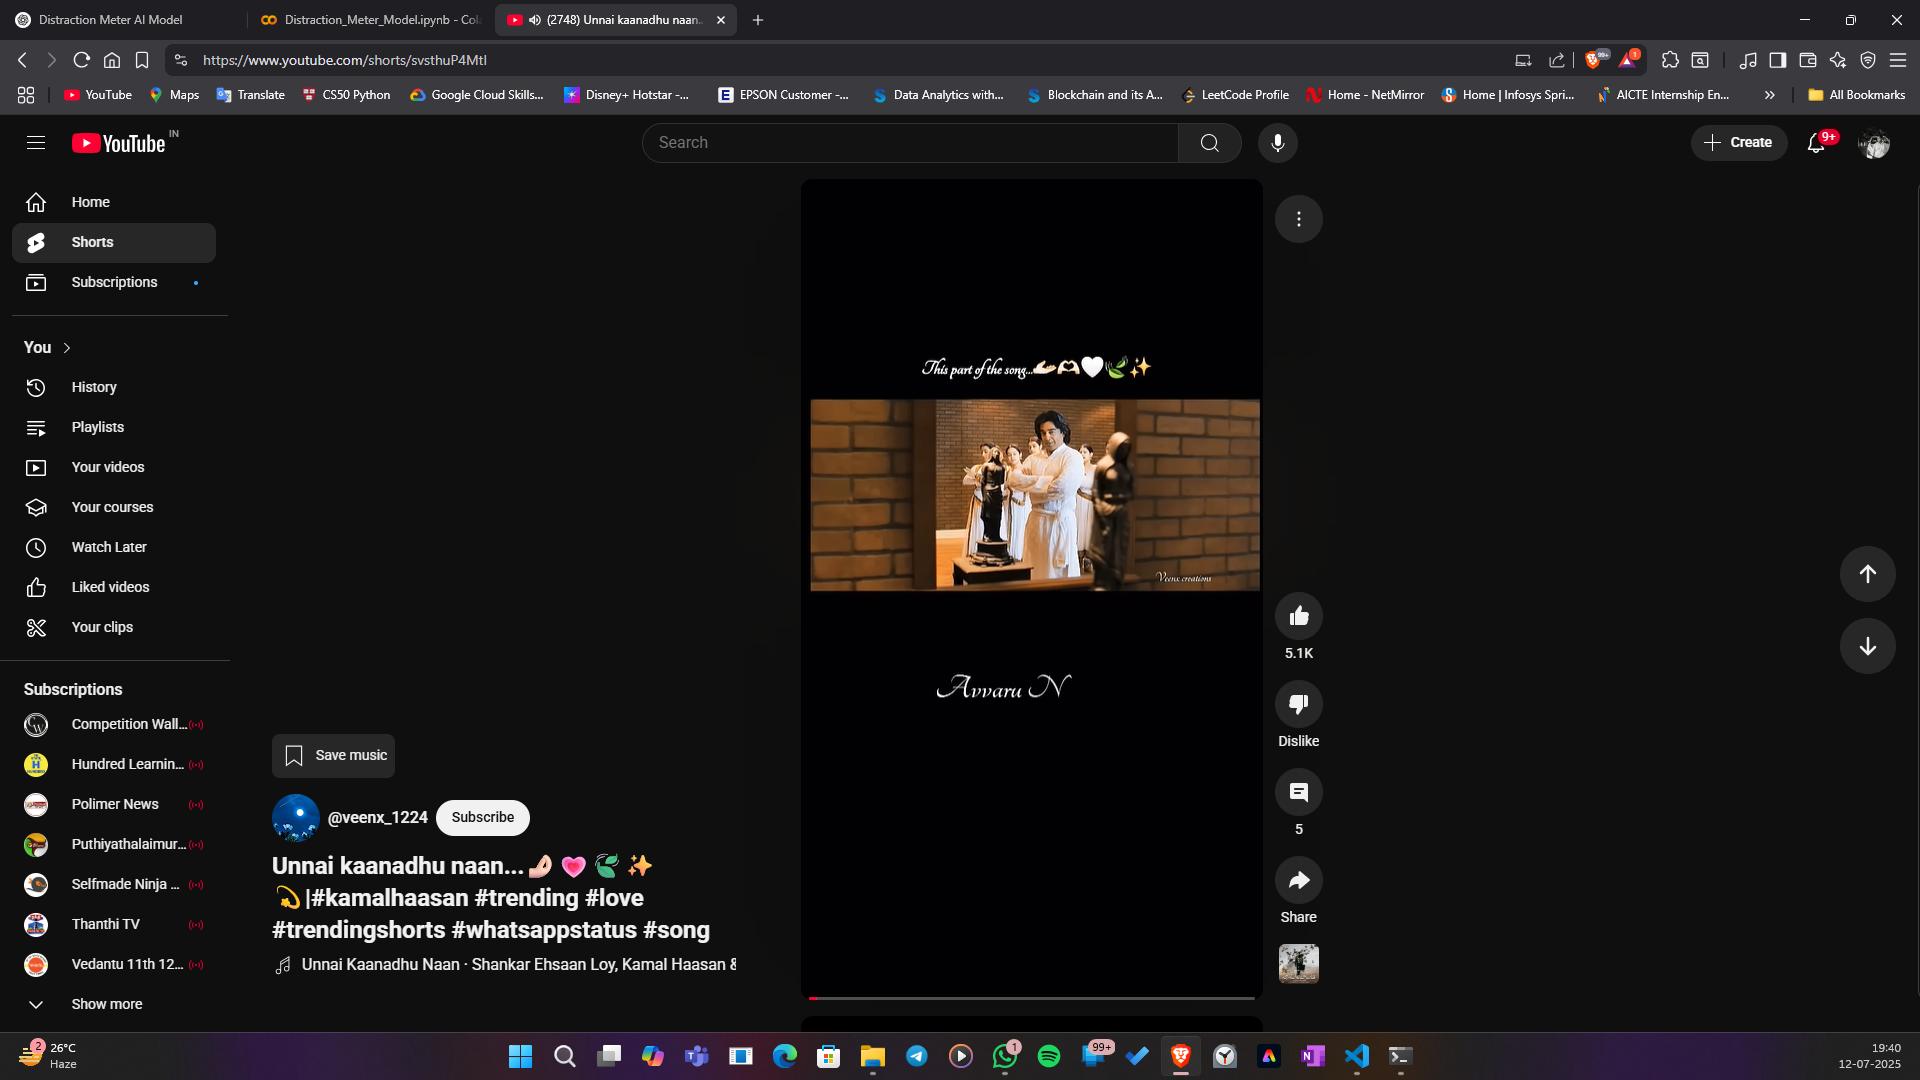 Distraction Meter AI Model
Distraction_Meter_Model.ipynb - Col
(2748) Unnai kaanadhu naan..
https://www.youtube.com/shorts/svsthuP4MtI
99+
1
YouTube
Maps
Translate
CS50 Python
Google Cloud Skills...
Disney+ Hotstar -...
EPSON Customer -...
Data Analytics with...
Blockchain and its A...
LeetCode Profile
Home - NetMirror
Home | Infosys Spri...
AICTE Internship En...
All Bookmarks
YouTube IN
Search
Create
9+
Home
Shorts
Subscriptions
You
History
Playlists
Your videos
Your courses
Watch Later
Liked videos
Your clips
Subscriptions
Competition Wall...
Hundred Learnin...
Polimer News
Puthiyathalaimur...
Selfmade Ninja ...
Thanthi TV
Vedantu 11th 12...
Show more
This part of the song...🫴🏻🫶🏻🤍🌿✨
Veenx creations
Avvaru N
Save music
@veenx_1224
Subscribe
Unnai kaanadhu naan...🤌🏻 💗 🍃 ✨
💫|#kamalhaasan #trending #love
#trendingshorts #whatsappstatus #song
Unnai Kaanadhu Naan · Shankar Ehsaan Loy, Kamal Haasan &
5.1K
Dislike
5
Share
2
26°C
Haze
1
99+
19:40
12-07-2025